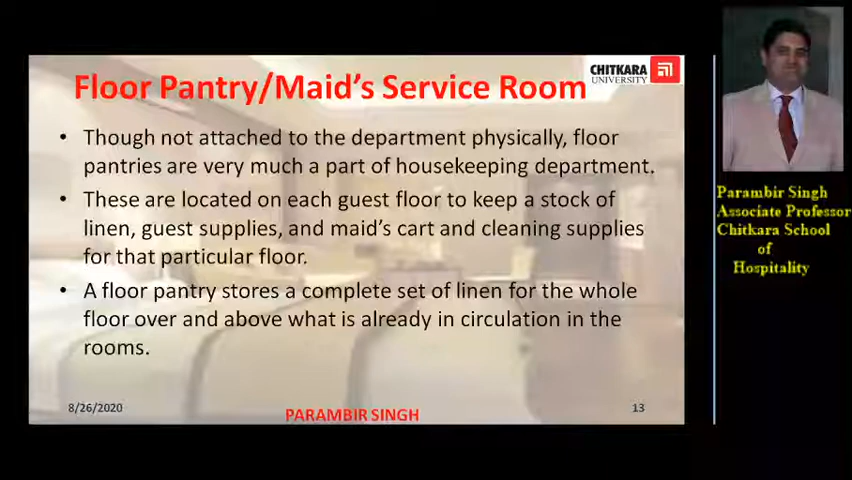 Floor Pantry/Maid's Service Room
CHITKARA
UNIVERSITY
• Though not attached to the department physically, floor
pantries are very much a part of housekeeping department.
• These are located on each guest floor to keep a stock of
linen, guest supplies, and maid's cart and cleaning supplies
for that particular floor.
• A floor pantry stores a complete set of linen for the whole
floor over and above what is already in circulation in the
rooms.
8/26/2020
PARAMBIR SINGH
13
Parambir Singh
Associate Professor
Chitkara School
of
Hospitality